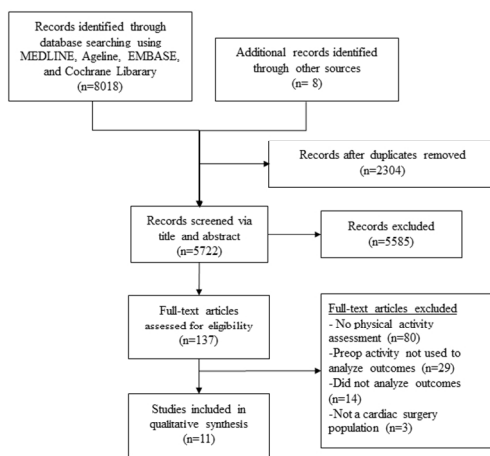 Records identified through
database searching using
MEDLINE, Ageline, EMBASE,
and Cochrane Libarary
(n=8018)
Additional records identified
through other sources
(n= 8)
Records after duplicates removed
(n=2304)
Records screened via
title and abstract
(n=5722)
Records excluded
(n=5585)
Full-text articles
assessed for eligibility
(n=137)
Full-text articles excluded
- No physical activity
assessment (n=80)
-Preop activity not used to
analyze outcomes (n=29)
-Did not analyze outcomes
(n=14)
-Not a cardiac surgery
population (n=3)
Studies included in
qualitative synthesis
(n=11)